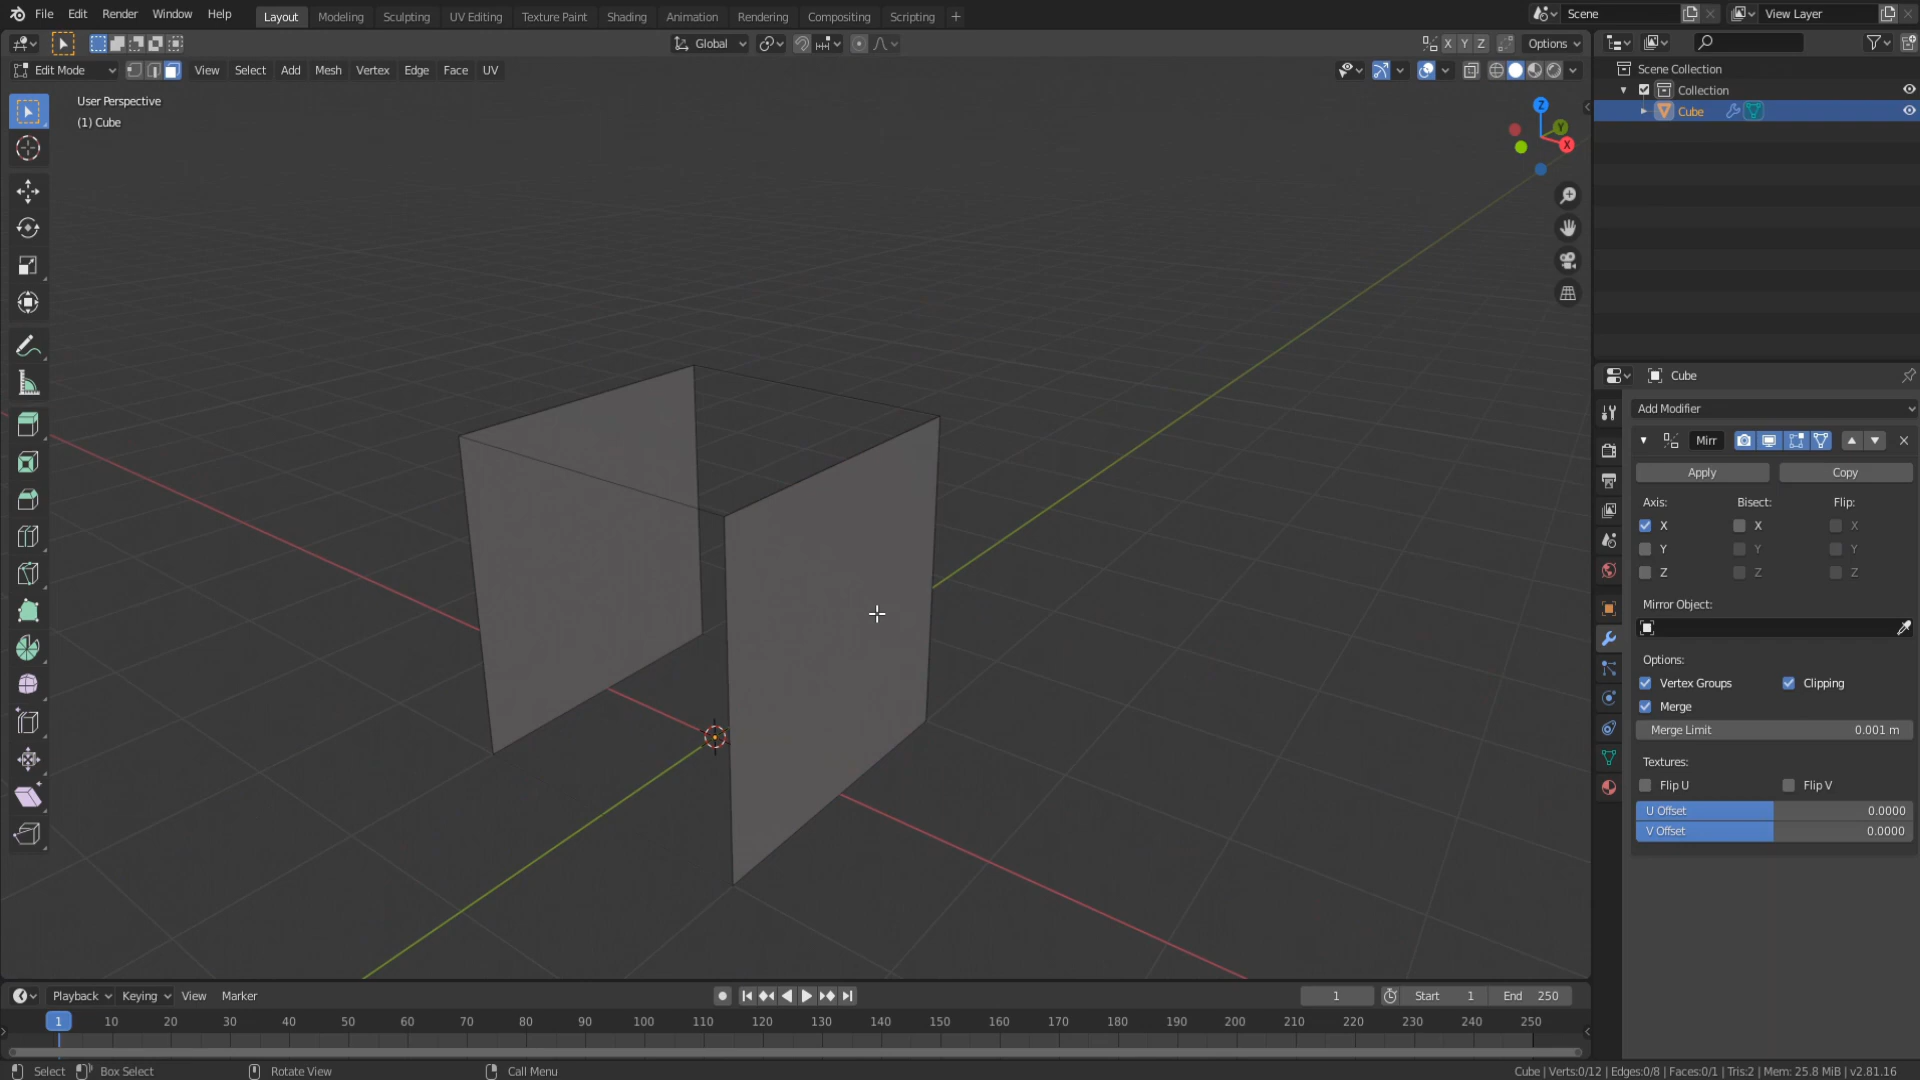 File Edit Render Window Help Layout Modeling Sculpting UV Editing Texture Paint Shading Animation Rendering Compositing Scripting + Scene View Layer
Global X Y Z Options
Edit Mode View Select Add Mesh Vertex Edge Face UV
User Perspective
(1) Cube
Z
Y
X
Scene Collection
Collection
Cube
Cube
Add Modifier
Mirr
Apply Copy
Axis: Bisect: Flip:
X X X
Y Y Y
Z Z Z
Mirror Object:
Options:
Vertex Groups Clipping
Merge
Merge Limit 0.001 m
Textures:
Flip U Flip V
U Offset 0.0000
V Offset 0.0000
Playback Keying View Marker 1 Start 1 End 250
1 10 20 30 40 50 60 70 80 90 100 110 120 130 140 150 160 170 180 190 200 210 220 230 240 250
Select Box Select Rotate View Call Menu Cube | Verts:0/12 | Edges:0/8 | Faces:0/1 | Tris:2 | Mem: 25.8 MiB | v2.81.16